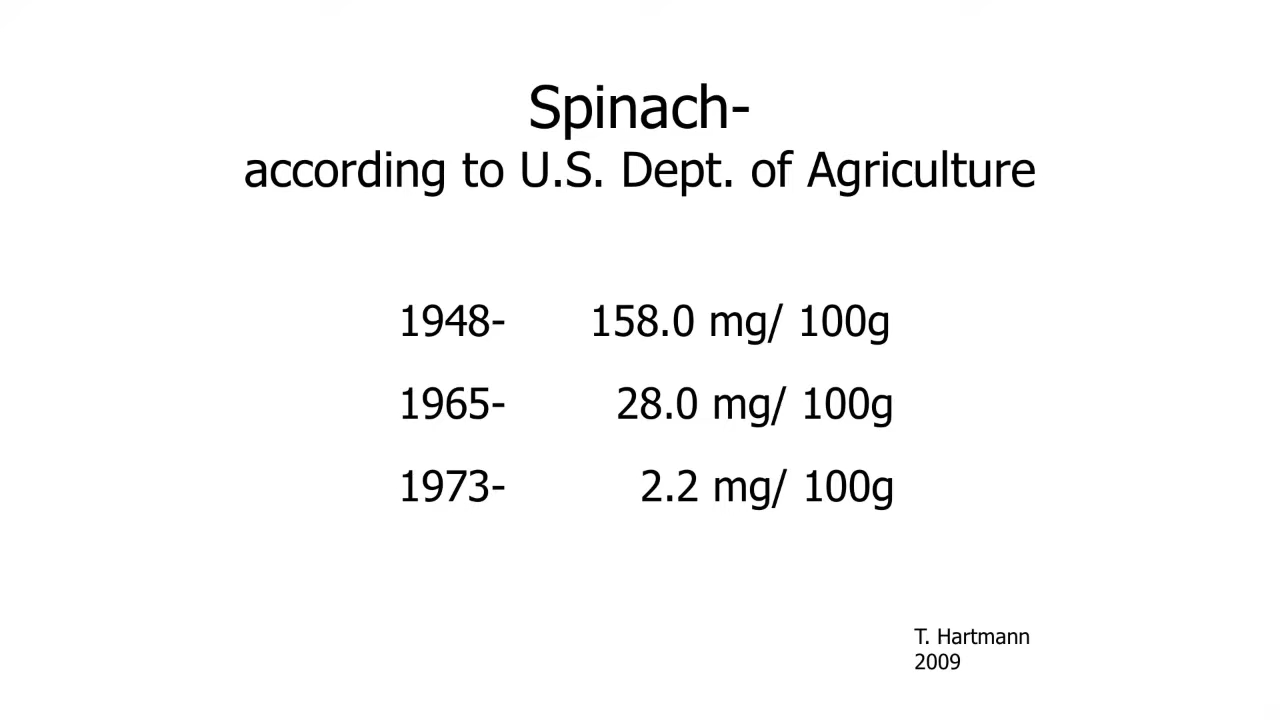 Spinach-
according to U.S. Dept. of Agriculture
1948- 158.0 mg/ 100g
1965- 28.0 mg/ 100g
1973- 2.2 mg/ 100g
T. Hartmann
2009